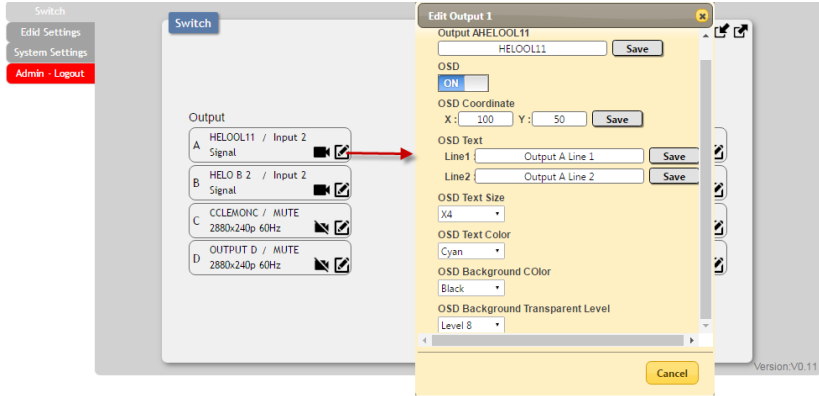 Switch
Edid Settings
System Settings
Admin - Logout
Switch
Output
A HELOOL11 / Input 2
Signal
B HELO B 2 / Input 2
Signal
C CCLEMONC / MUTE
2880x240p 60Hz
D OUTPUT D / MUTE
2880x240p 60Hz
Edit Output 1
Output AHELOOL11
HELOOL11 Save
OSD
ON
OSD Coordinate
X : 100 Y : 50 Save
OSD Text
Line1 : Output A Line 1 Save
Line2 : Output A Line 2 Save
OSD Text Size
X4
OSD Text Color
Cyan
OSD Background COlor
Black
OSD Background Transparent Level
Level 8
Cancel
Version:V0.11